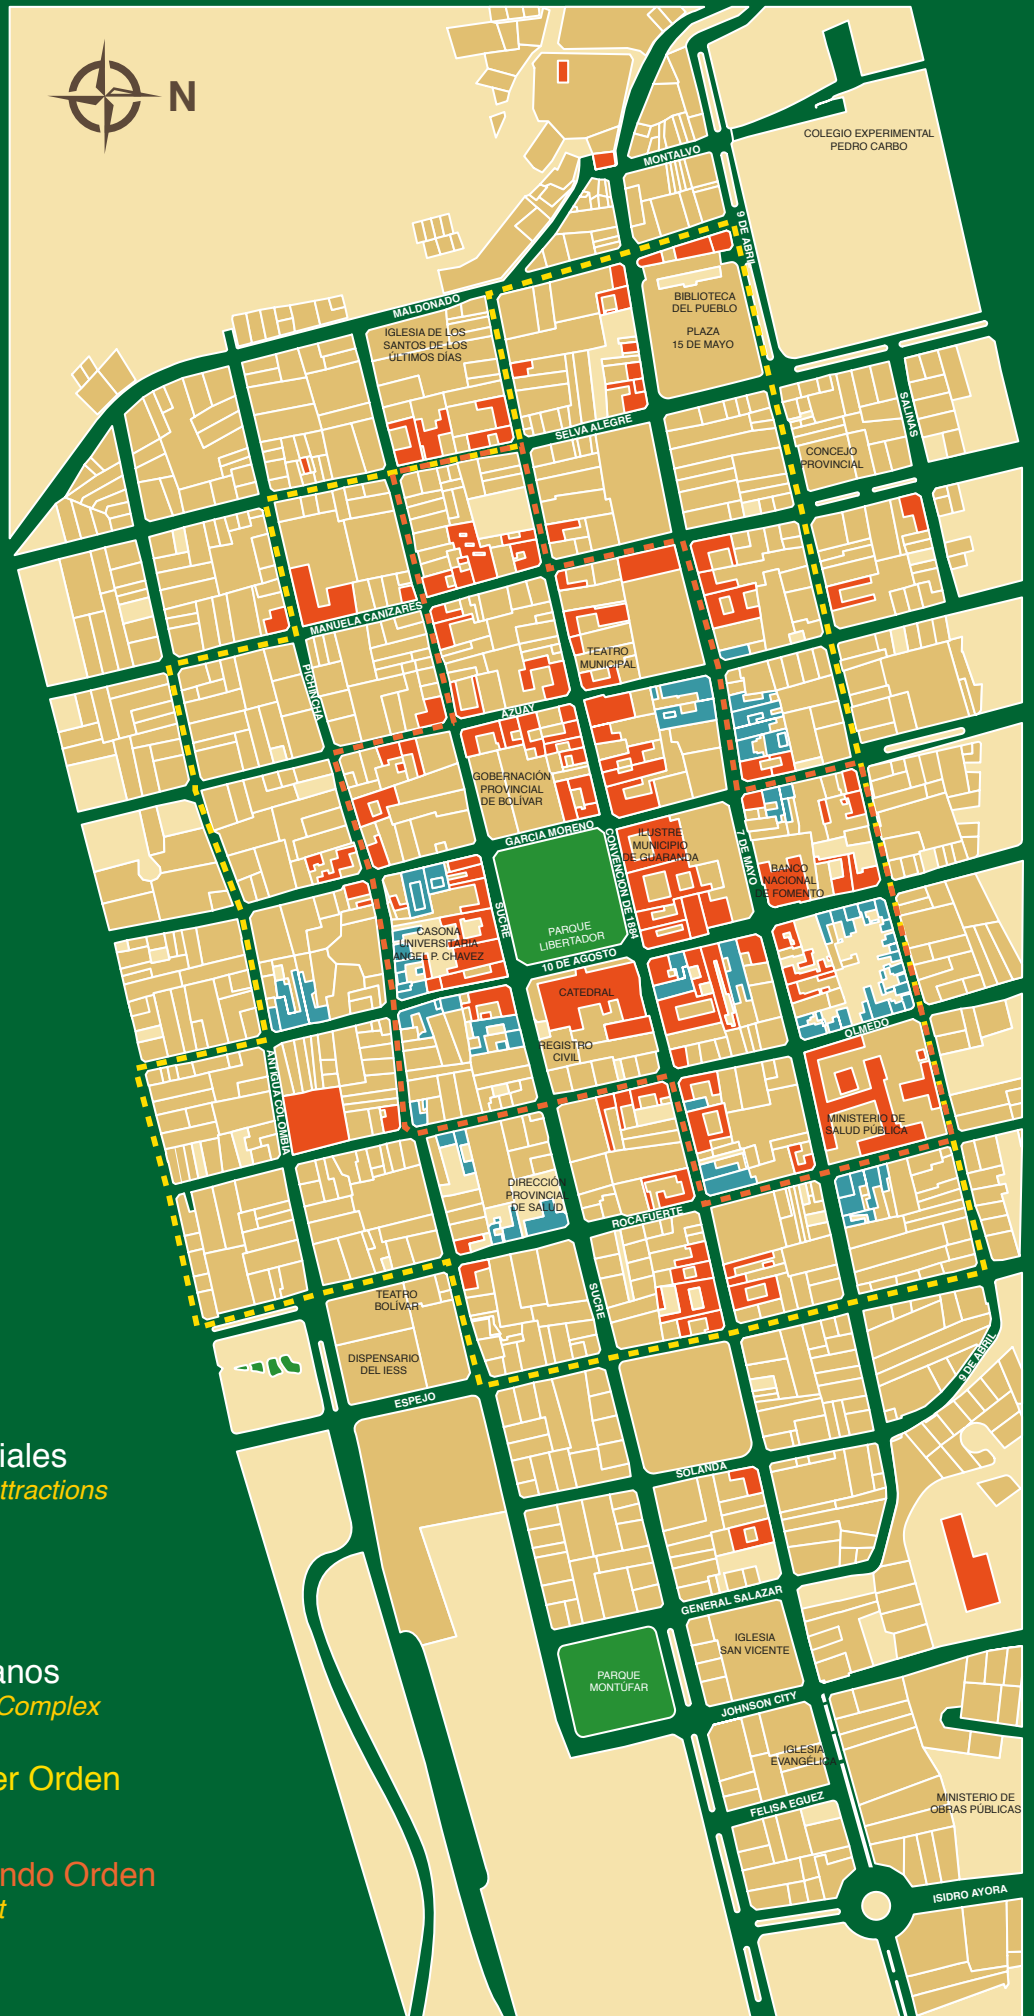 N
COLEGIO EXPERIMENTAL
PEDRO CARBO
MONTALVO
9 DE ABRIL
BIBLIOTECA
DEL PUEBLO
PLAZA
15 DE MAYO
MALDONADO
IGLESIA DE LOS
SANTOS DE LOS
ÚLTIMOS DÍAS
SELVA ALEGRE
SALINAS
CONCEJO
PROVINCIAL
MANUELA CAÑIZARES
TEATRO
MUNICIPAL
PICHINCHA
AZUAY
GOBERNACIÓN
PROVINCIAL
DE BOLÍVAR
GARCIA MORENO
CONVENCION DE 1884
ILUSTRE
MUNICIPIO
DE GUARANDA
7 DE MAYO
BANCO
NACIONAL
DE FOMENTO
SUCRE
CASONA
UNIVERSITARIA
ANGEL P. CHAVEZ
PARQUE
LIBERTADOR
10 DE AGOSTO
CATEDRAL
REGISTRO
CIVIL
OLMEDO
ANTIGUA COLOMBIA
MINISTERIO DE
SALUD PÚBLICA
DIRECCIÓN
PROVINCIAL
DE SALUD
ROCAFUERTE
SUCRE
TEATRO
BOLÍVAR
9 DE ABRIL
DISPENSARIO
DEL IESS
ESPEJO
iales
ttractions
SOLANDA
GENERAL SALAZAR
IGLESIA
SAN VICENTE
PARQUE
MONTÚFAR
anos
Complex
JOHNSON CITY
IGLESIA
EVANGÉLICA
er Orden
FELISA EGUEZ
MINISTERIO DE
OBRAS PÚBLICAS
ndo Orden
t
ISIDRO AYORA